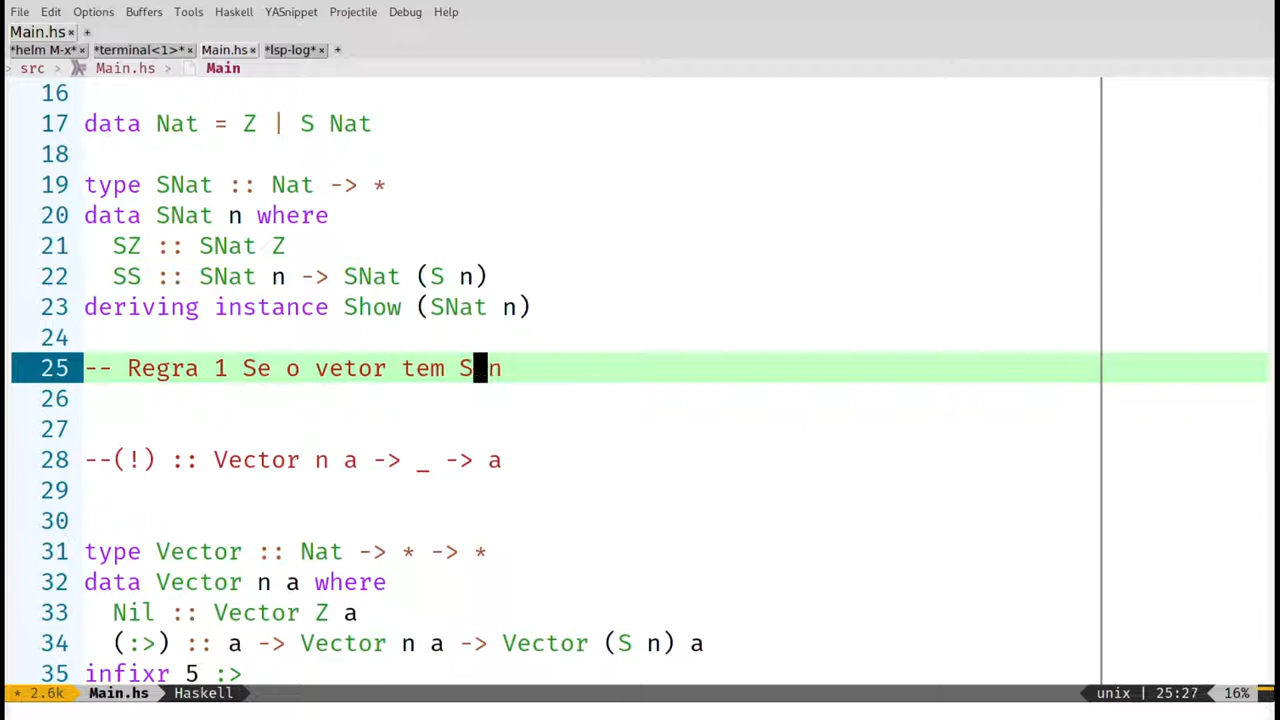 File Edit Options Buffers Tools Haskell YASnippet Projectile Debug Help
Main.hs × +
*helm M-x* × *terminal<1>* × Main.hs × *lsp-log* × +
> src > Main.hs > Main
16
17 data Nat = Z | S Nat
18
19 type SNat :: Nat -> *
20 data SNat n where
21   SZ :: SNat Z
22   SS :: SNat n -> SNat (S n)
23 deriving instance Show (SNat n)
24
25 -- Regra 1 Se o vetor tem S n
26
27
28 --(!) :: Vector n a -> _ -> a
29
30
31 type Vector :: Nat -> * -> *
32 data Vector n a where
33   Nil :: Vector Z a
34   (:>) :: a -> Vector n a -> Vector (S n) a
35 infixr 5 :>
* 2.6k Main.hs Haskell unix | 25:27 16%